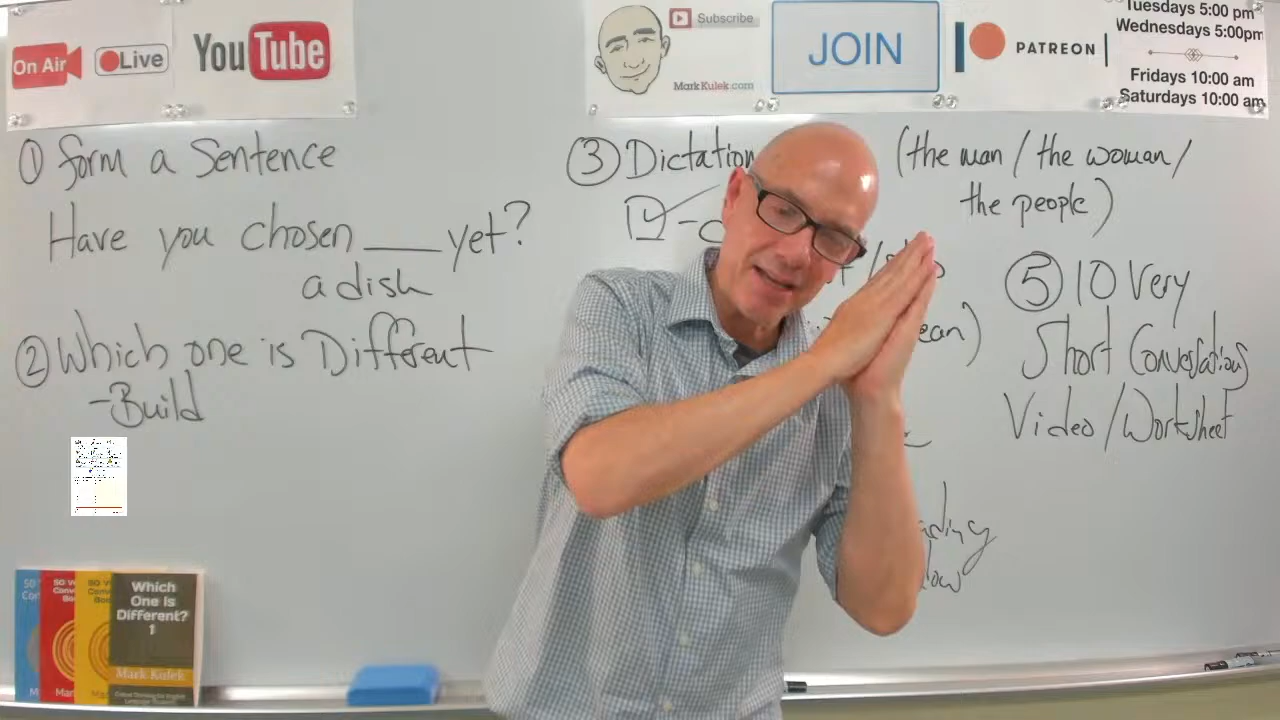 On Air
Live
YouTube
Subscribe
MarkKulek.com
JOIN
PATREON
Tuesdays 5:00 pm
Wednesdays 5:00pm
Fridays 10:00 am
Saturdays 10:00 am
① Form a Sentence
Have you chosen ___ yet?
a dish
② Which one is Different
-Build
③ Dictation
(the man / the woman /
the people)
⑤ 10 Very
Short Conversations
Video/Worksheet
Which
One Is
Different?
1
Mark Kulek